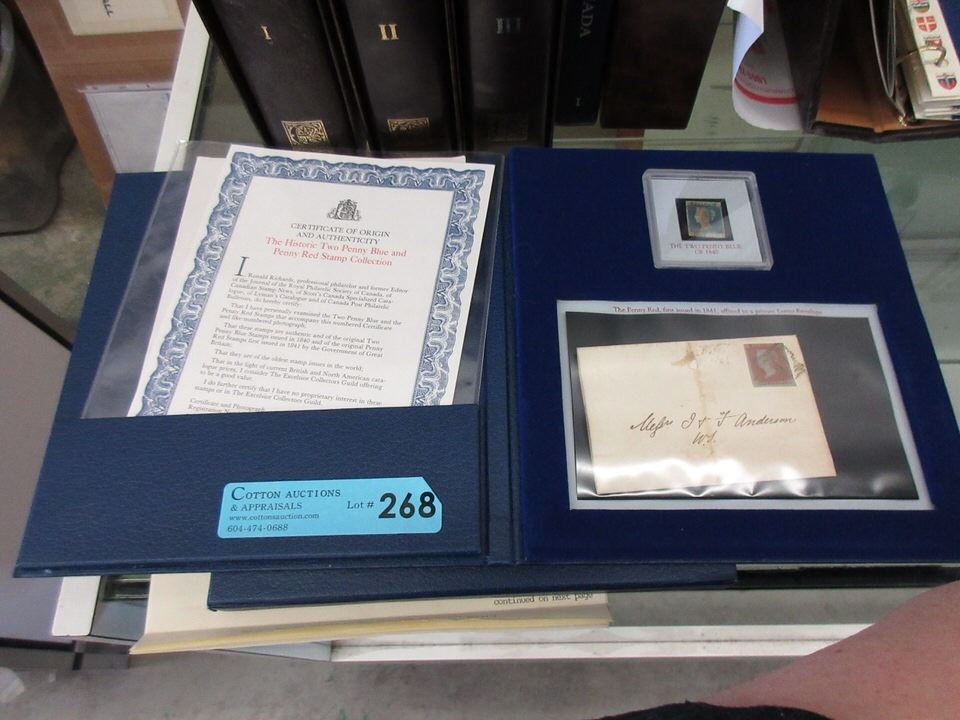 I
II
III
CANADA
I
CERTIFICATE OF ORIGIN
AND AUTHENTICITY
The Historic Two Penny Blue and
Penny Red Stamp Collection
I Ronald Richards, professional philatelist and former Editor
of the Journal of the Royal Philatelic Society of Canada, of
Canadian Stamp News, of Scott's Canada Specialized Cata-
logue, of Lyman's Catalogue and of Canada Post Philatelic
Bulletins, do hereby certify:
That I have personally examined the Two Penny Blue and the
Penny Red Stamps that accompany this numbered Certificate
and like-numbered photograph;
That these stamps are authentic and of the original Two
Penny Blue Stamps issued in 1840 and of the original Penny
Red Stamps first issued in 1841 by the Government of Great
Britain;
That they are of the oldest stamp issues in the world;
That in the light of current British and North American cata-
logue prices, I consider The Excelsior Collectors Guild offering
to be a good value.
I do further certify that I have no proprietary interest in these
stamps or in The Excelsior Collectors Guild.
Certificate and Photograph
Registration
THE TWO PENNY BLUE
OF 1840
The Penny Red, first issued in 1841, affixed to a genuine Letter Envelope
Messrs J & F Anderson
W.S.
COTTON AUCTIONS
& APPRAISALS
www.cottonsauction.com
604-474-0688
Lot # 268
continued on next page